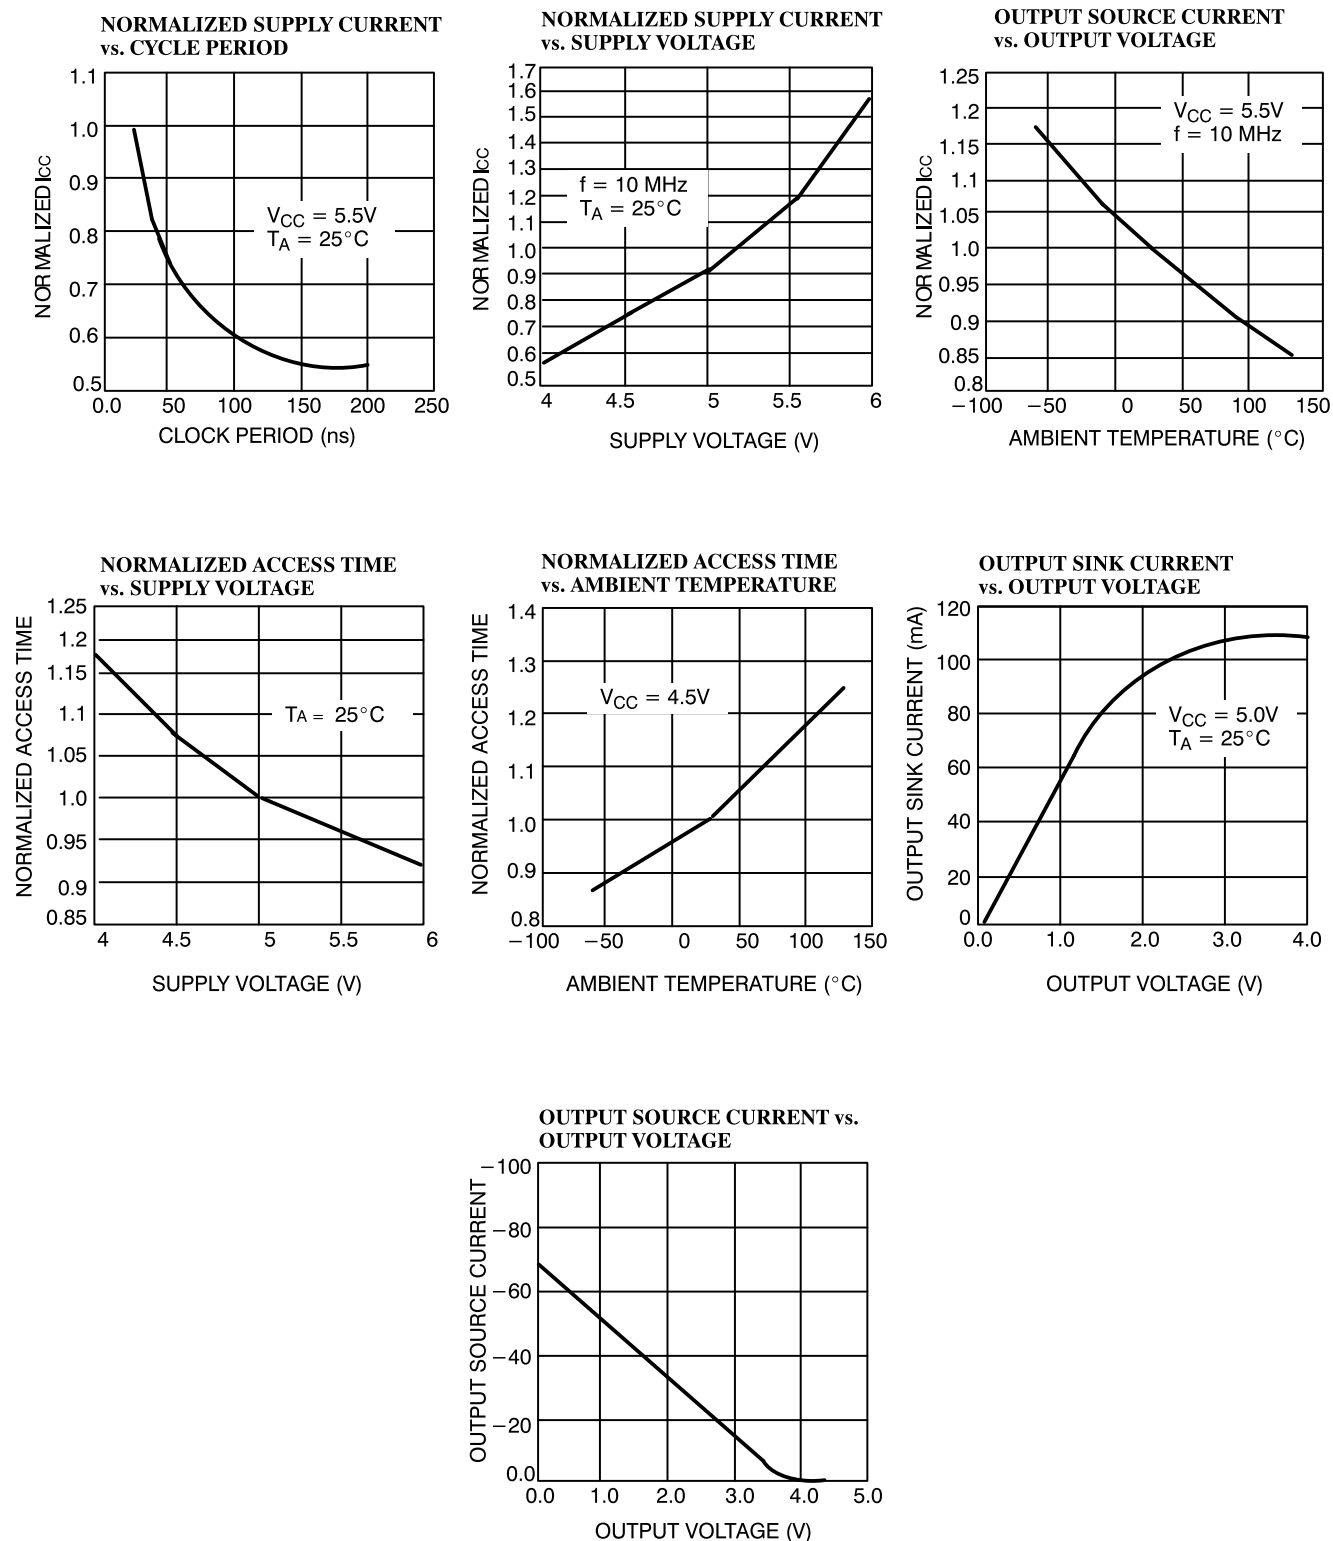 NORMALIZED SUPPLY CURRENT
vs. CYCLE PERIOD
1.1
1.0
0.9
0.8
0.7
0.6
0.5
NORMALIZED ICC
VCC = 5.5V
TA = 25°C
0.0 50 100 150 200 250
CLOCK PERIOD (ns)
NORMALIZED SUPPLY CURRENT
vs. SUPPLY VOLTAGE
1.7
1.6
1.5
1.4
1.3
1.2
1.1
1.0
0.9
0.8
0.7
0.6
0.5
NORMALIZED ICC
f = 10 MHz
TA = 25°C
4 4.5 5 5.5 6
SUPPLY VOLTAGE (V)
OUTPUT SOURCE CURRENT
vs. OUTPUT VOLTAGE
1.25
1.2
1.15
1.1
1.05
1.0
0.95
0.9
0.85
0.8
NORMALIZED ICC
VCC = 5.5V
f = 10 MHz
−100 −50 0 50 100 150
AMBIENT TEMPERATURE (°C)
NORMALIZED ACCESS TIME
vs. SUPPLY VOLTAGE
1.25
1.2
1.15
1.1
1.05
1.0
0.95
0.9
0.85
NORMALIZED ACCESS TIME
TA = 25°C
4 4.5 5 5.5 6
SUPPLY VOLTAGE (V)
NORMALIZED ACCESS TIME
vs. AMBIENT TEMPERATURE
1.4
1.3
1.2
1.1
1.0
0.9
0.8
NORMALIZED ACCESS TIME
VCC = 4.5V
−100 −50 0 50 100 150
AMBIENT TEMPERATURE (°C)
OUTPUT SINK CURRENT
vs. OUTPUT VOLTAGE
120
100
80
60
40
20
0
OUTPUT SINK CURRENT (mA)
VCC = 5.0V
TA = 25°C
0.0 1.0 2.0 3.0 4.0
OUTPUT VOLTAGE (V)
OUTPUT SOURCE CURRENT vs.
OUTPUT VOLTAGE
−100
−80
−60
−40
−20
0.0
OUTPUT SOURCE CURRENT
0.0 1.0 2.0 3.0 4.0 5.0
OUTPUT VOLTAGE (V)